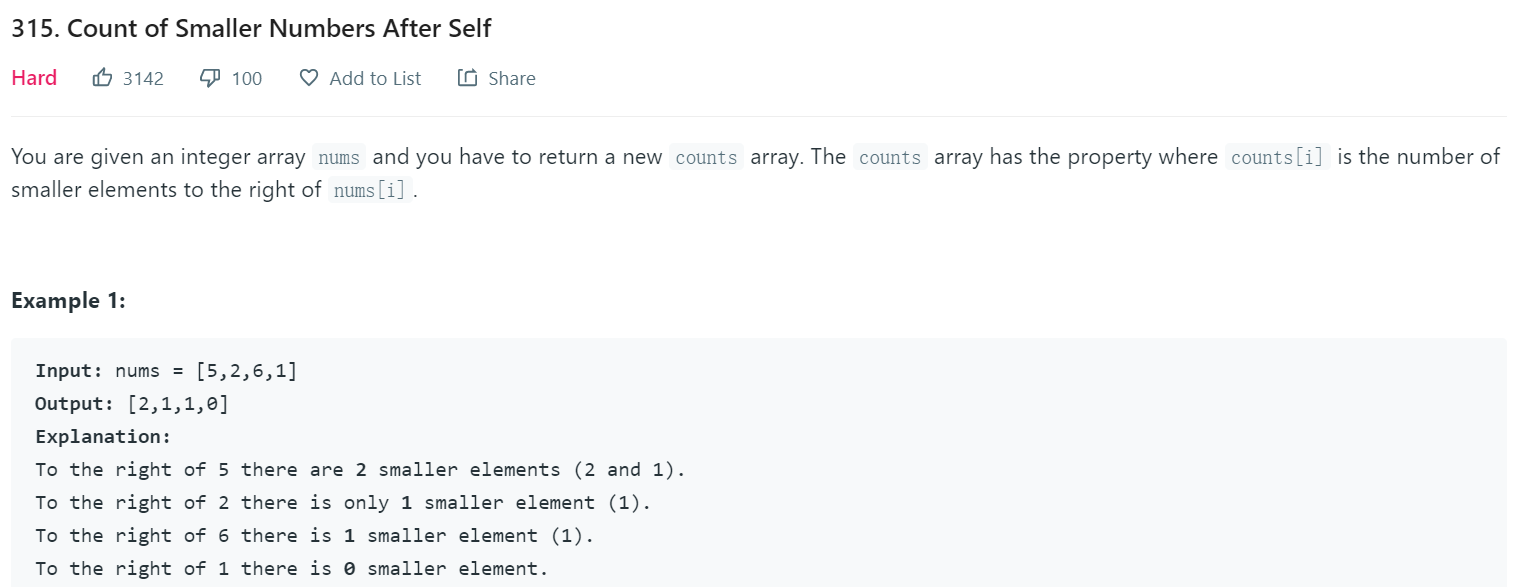 315. Count of Smaller Numbers After Self
Hard 3142 100 Add to List Share
You are given an integer array nums and you have to return a new counts array. The counts array has the property where counts[i] is the number of
smaller elements to the right of nums[i] .
Example 1:
Input: nums = [5,2,6,1]
Output: [2,1,1,0]
Explanation:
To the right of 5 there are 2 smaller elements (2 and 1).
To the right of 2 there is only 1 smaller element (1).
To the right of 6 there is 1 smaller element (1).
To the right of 1 there is 0 smaller element.